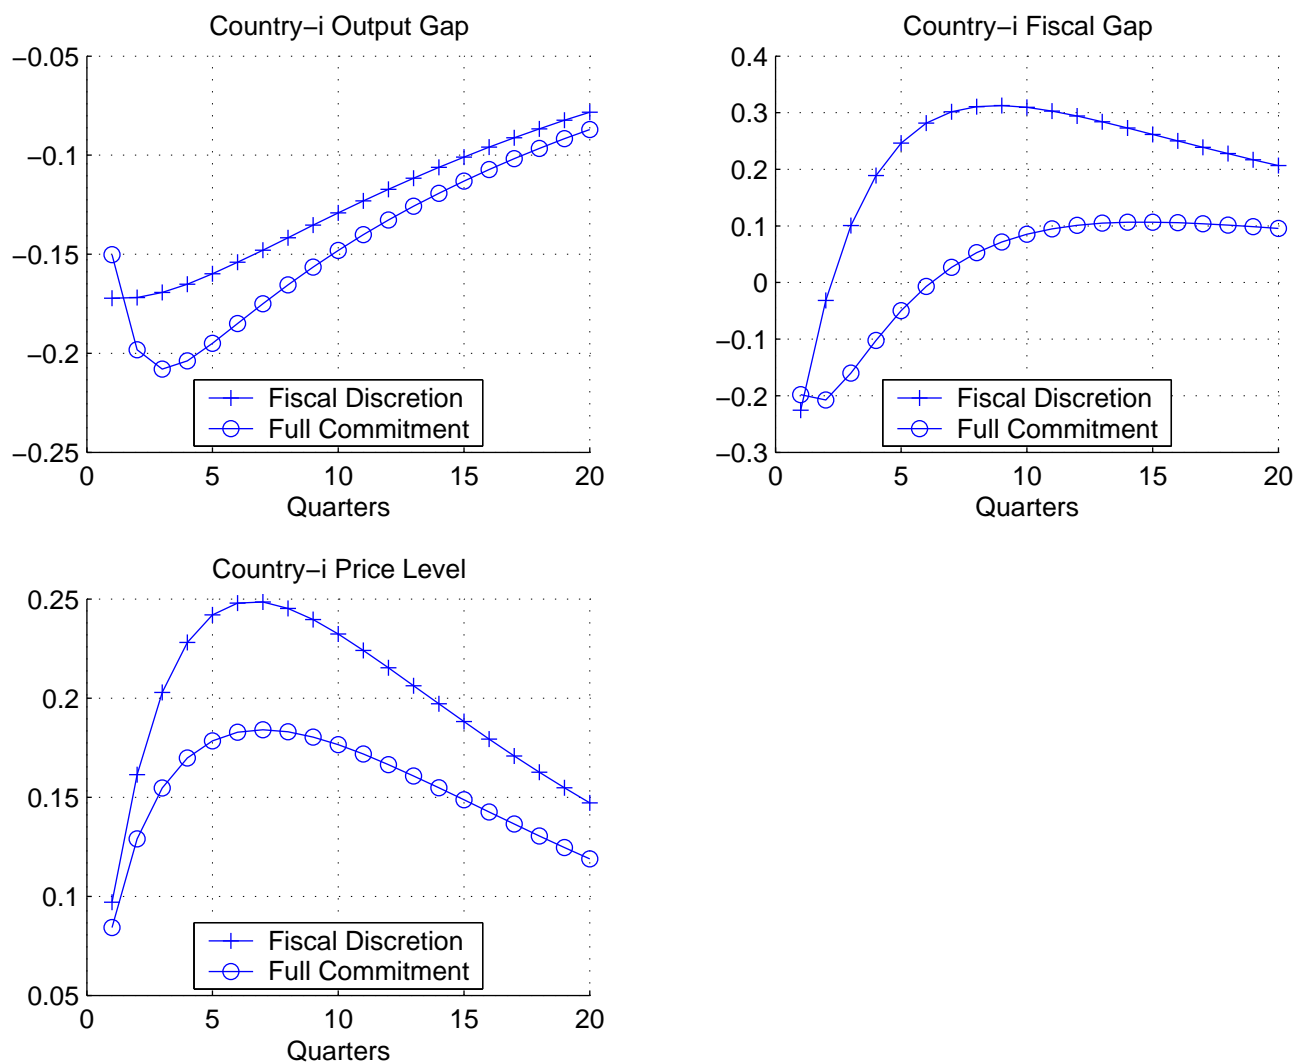 Country−i Output Gap
−0.05
−0.1
−0.15
−0.2
−0.25
0
5
10
15
20
Quarters
Fiscal Discretion
Full Commitment
Country−i Fiscal Gap
0.4
0.3
0.2
0.1
0
−0.1
−0.2
−0.3
0
5
10
15
20
Quarters
Fiscal Discretion
Full Commitment
Country−i Price Level
0.25
0.2
0.15
0.1
0.05
0
5
10
15
20
Quarters
Fiscal Discretion
Full Commitment